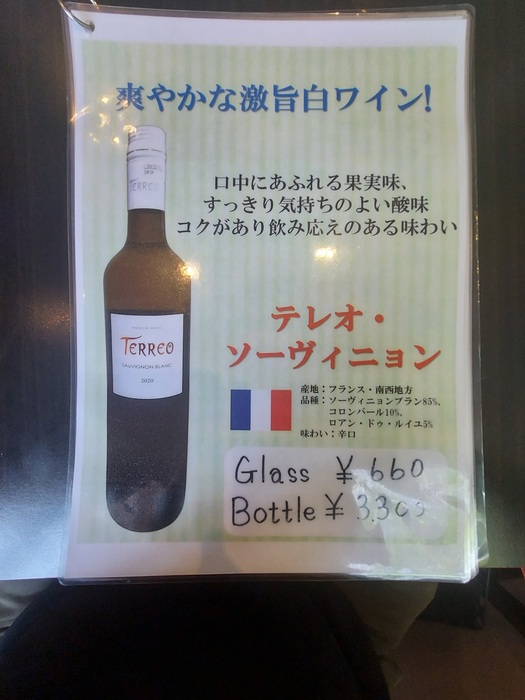 爽やかな激旨白ワイン!
口中にあふれる果実味、
すっきり気持ちのよい酸味
コクがあり飲み応えのある味わい
TERREO
TERREO
SAUVIGNON BLANC
2020
テレオ・
ソーヴィニョン
産地：フランス・南西地方
品種：ソーヴィニョンブラン85%、
コロンバール10%、
ロアン・ドゥ・ルイユ5%
味わい：辛口
Glass ¥ 660
Bottle ¥ 3,300